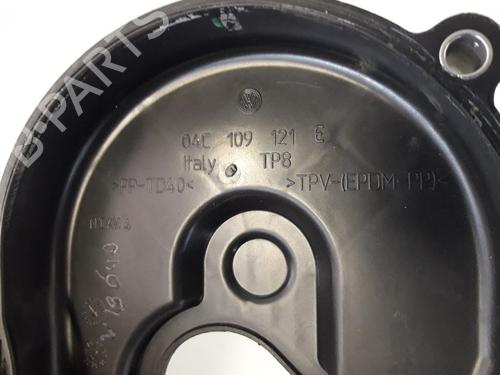 B-PARTS
04C 109 121 E
Italy TP8
>PP-TD40< >TPV-(EPDM+PP)<